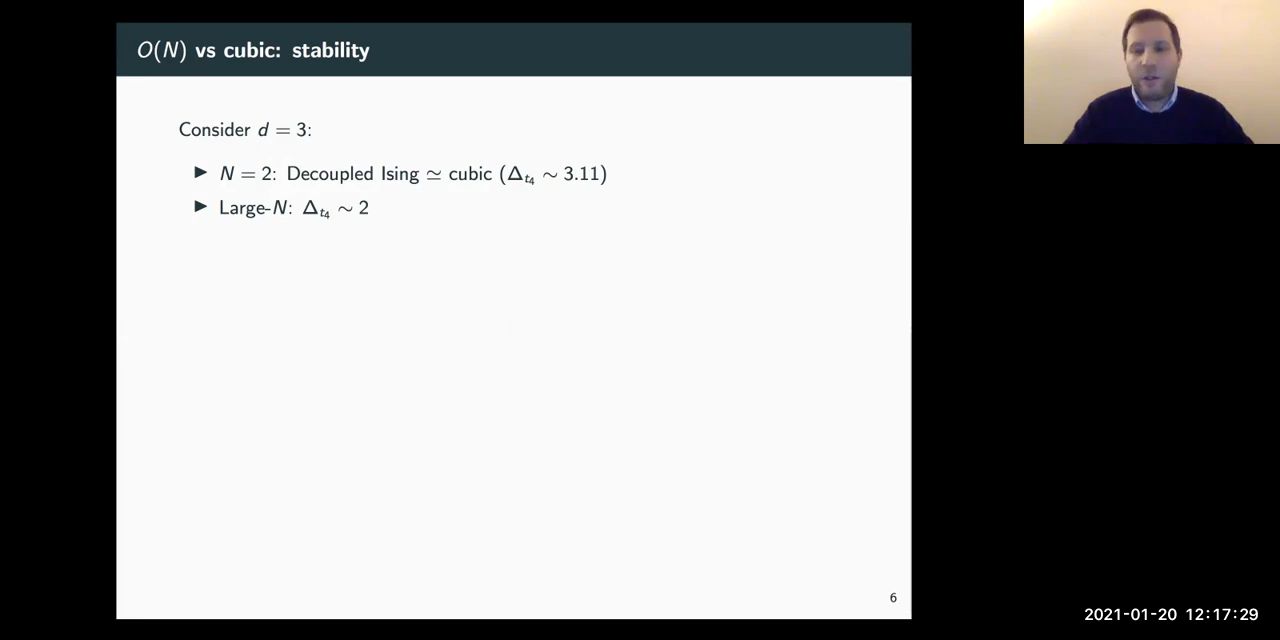 O(N) vs cubic: stability
Consider d = 3:
▶ N = 2: Decoupled Ising ≃ cubic (Δ_{t_4} ∼ 3.11)
▶ Large-N: Δ_{t_4} ∼ 2
6
2021-01-20 12:17:29